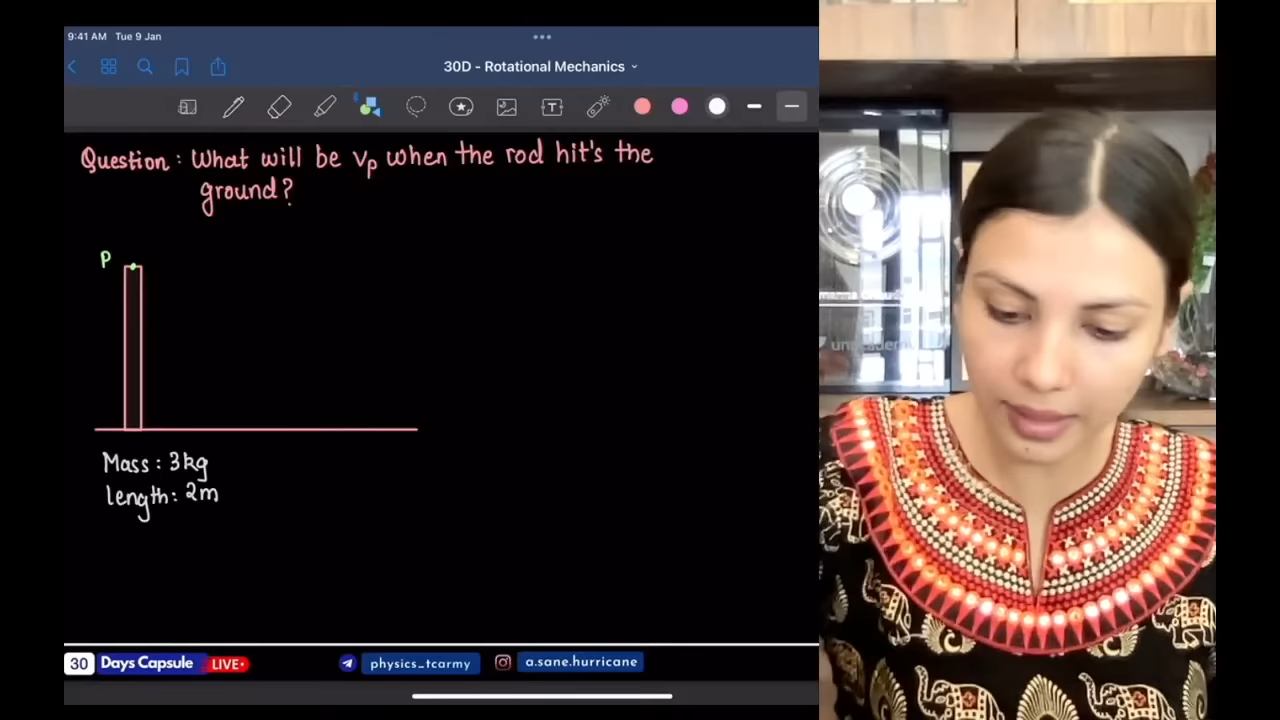 9:41 AM Tue 9 Jan
30D - Rotational Mechanics
Question : What will be vp when the rod hit's the
ground?
P
Mass : 3kg
length : 2m
30 Days Capsule LIVE
physics_tcarmy
a.sane.hurricane